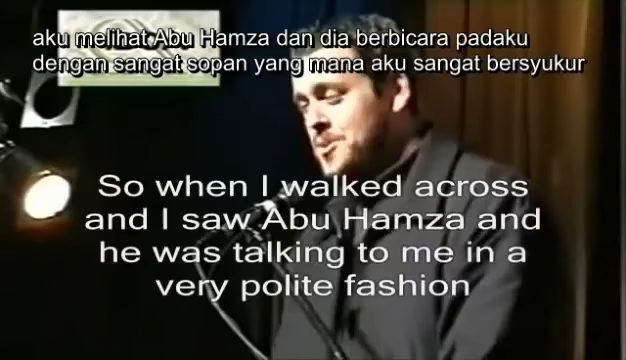 aku melihat Abu Hamza dan dia berbicara padaku
dengan sangat sopan yang mana aku sangat bersyukur
So when I walked across
and I saw Abu Hamza and
he was talking to me in a
very polite fashion